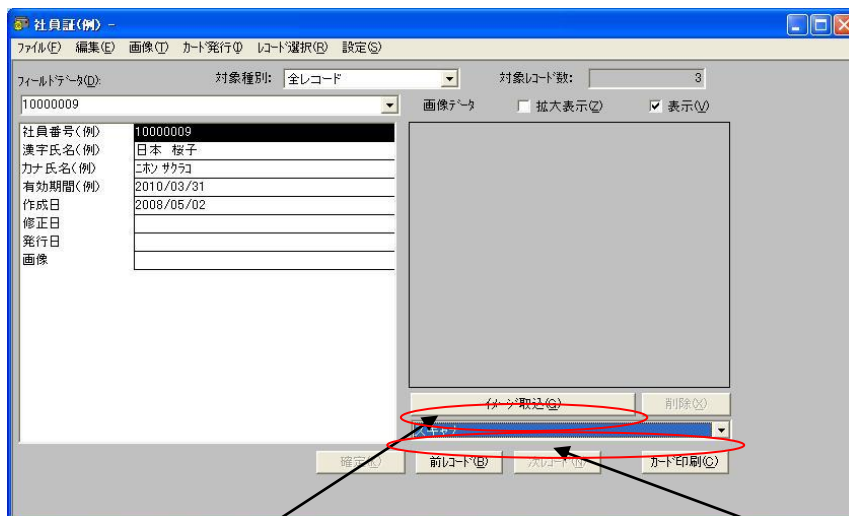 社員証(例) -
ファイル(F) 編集(E) 画像(T) カード発行(I) レコード選択(R) 設定(S)
フィールドデータ(D): 対象種別: 全レコード 対象レコード数: 3
10000009 画像データ 拡大表示(Z) 表示(V)
社員番号(例) 10000009
漢字氏名(例) 日本 桜子
カナ氏名(例) ニホン サクラコ
有効期間(例) 2010/03/31
作成日 2008/05/02
修正日
発行日
画像
イメージ取込(G) 削除(X)
スキャナ
確定(K) 前レコード(B) 次レコード(N) カード印刷(C)